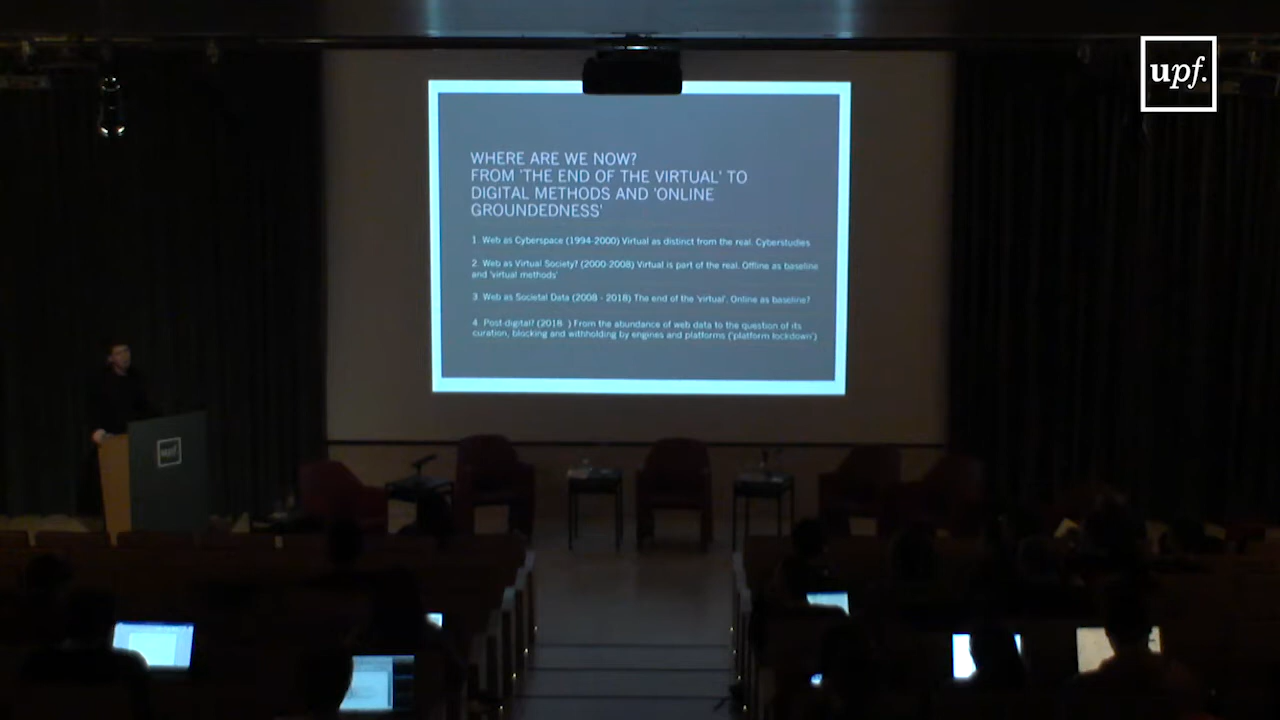 upf.
WHERE ARE WE NOW?
FROM 'THE END OF THE VIRTUAL' TO
DIGITAL METHODS AND 'ONLINE
GROUNDEDNESS'
1. Web as Cyberspace (1994-2000) Virtual as distinct from the real. Cyberstudies
2. Web as Virtual Society? (2000-2008) Virtual is part of the real. Offline as baseline
and 'virtual methods'
3. Web as Societal Data (2008 - 2018) The end of the 'virtual'. Online as baseline?
4. Post-digital? (2018- ) From the abundance of web data to the question of its
curation, blocking and withholding by engines and platforms ('platform lockdown')
upf.